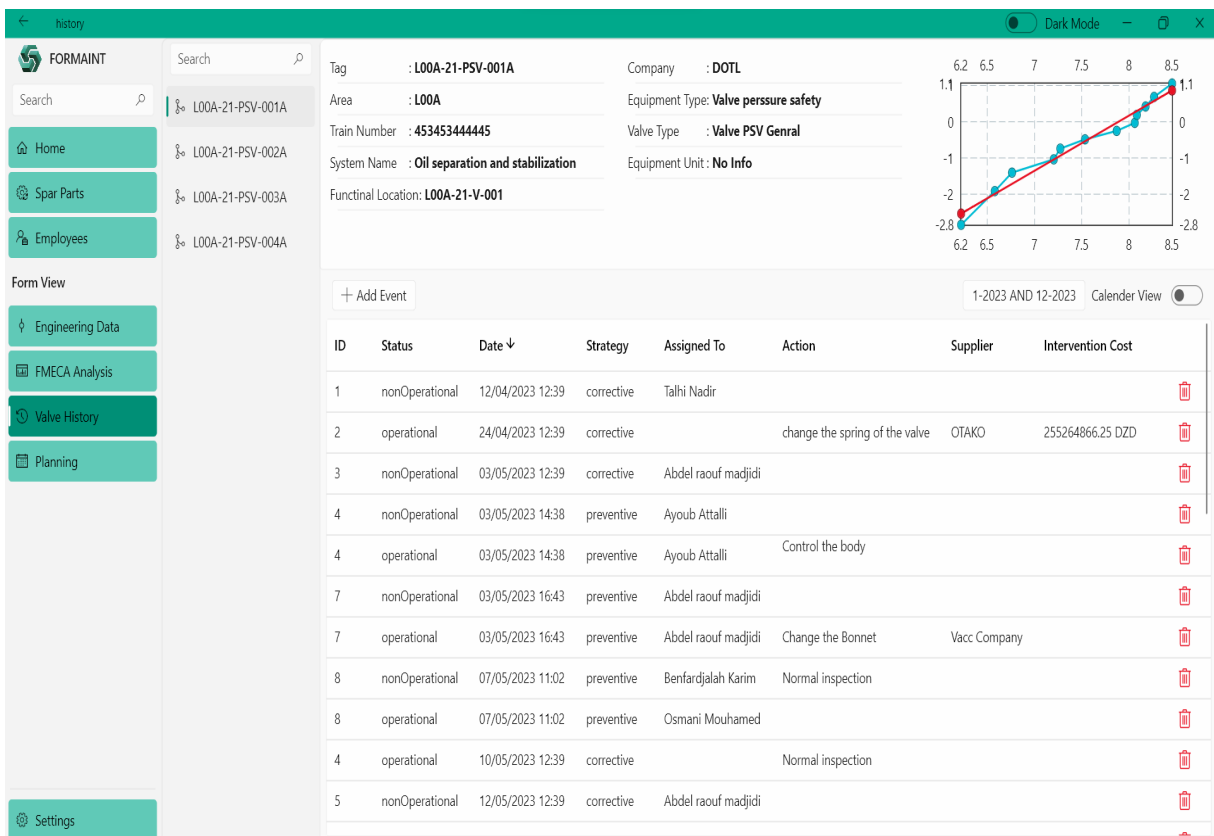 history
Dark Mode
FORMAINT
Search
Home
Spar Parts
Employees
Form View
Engineering Data
FMECA Analysis
Valve History
Planning
Settings
Search
L00A-21-PSV-001A
L00A-21-PSV-002A
L00A-21-PSV-003A
L00A-21-PSV-004A
Tag : L00A-21-PSV-001A
Area : L00A
Train Number : 453453444445
System Name : Oil separation and stabilization
Functinal Location: L00A-21-V-001
Company : DOTL
Equipment Type: Valve perssure safety
Valve Type : Valve PSV Genral
Equipment Unit : No Info
6.2 6.5 7 7.5 8 8.5
1.1 1.1
0 0
-1 -1
-2 -2
-2.8 -2.8
6.2 6.5 7 7.5 8 8.5
+ Add Event
1-2023 AND 12-2023 Calender View
ID Status Date ↓ Strategy Assigned To Action Supplier Intervention Cost
1 nonOperational 12/04/2023 12:39 corrective Talhi Nadir
2 operational 24/04/2023 12:39 corrective change the spring of the valve OTAKO 255264866.25 DZD
3 nonOperational 03/05/2023 12:39 corrective Abdel raouf madjidi
4 nonOperational 03/05/2023 14:38 preventive Ayoub Attalli
4 operational 03/05/2023 14:38 preventive Ayoub Attalli Control the body
7 nonOperational 03/05/2023 16:43 preventive Abdel raouf madjidi
7 operational 03/05/2023 16:43 preventive Abdel raouf madjidi Change the Bonnet Vacc Company
8 nonOperational 07/05/2023 11:02 preventive Benfardjalah Karim Normal inspection
8 operational 07/05/2023 11:02 preventive Osmani Mouhamed
4 operational 10/05/2023 12:39 corrective Normal inspection
5 nonOperational 12/05/2023 12:39 corrective Abdel raouf madjidi